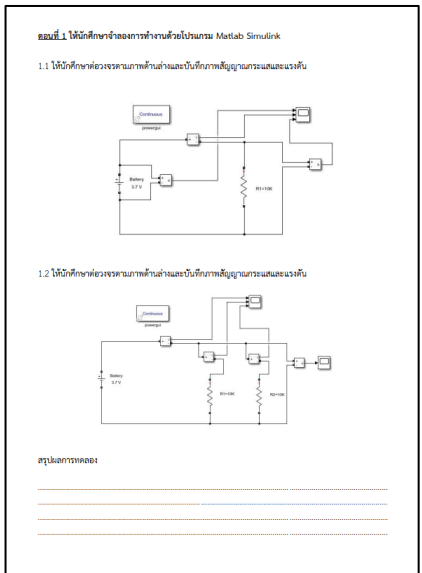 ตอนที่ 1 ให้นักศึกษาจำลองการทำงานด้วยโปรแกรม Matlab Simulink
1.1 ให้นักศึกษาต่อวงจรตามภาพด้านล่างและบันทึกภาพสัญญาณกระแสและแรงดัน
Continuous
powergui
Battery
3.7 V
R1=10K
1.2 ให้นักศึกษาต่อวงจรตามภาพด้านล่างและบันทึกภาพสัญญาณกระแสและแรงดัน
Continuous
powergui
Battery
3.7 V
R1=10K
R2=10K
สรุปผลการทดลอง